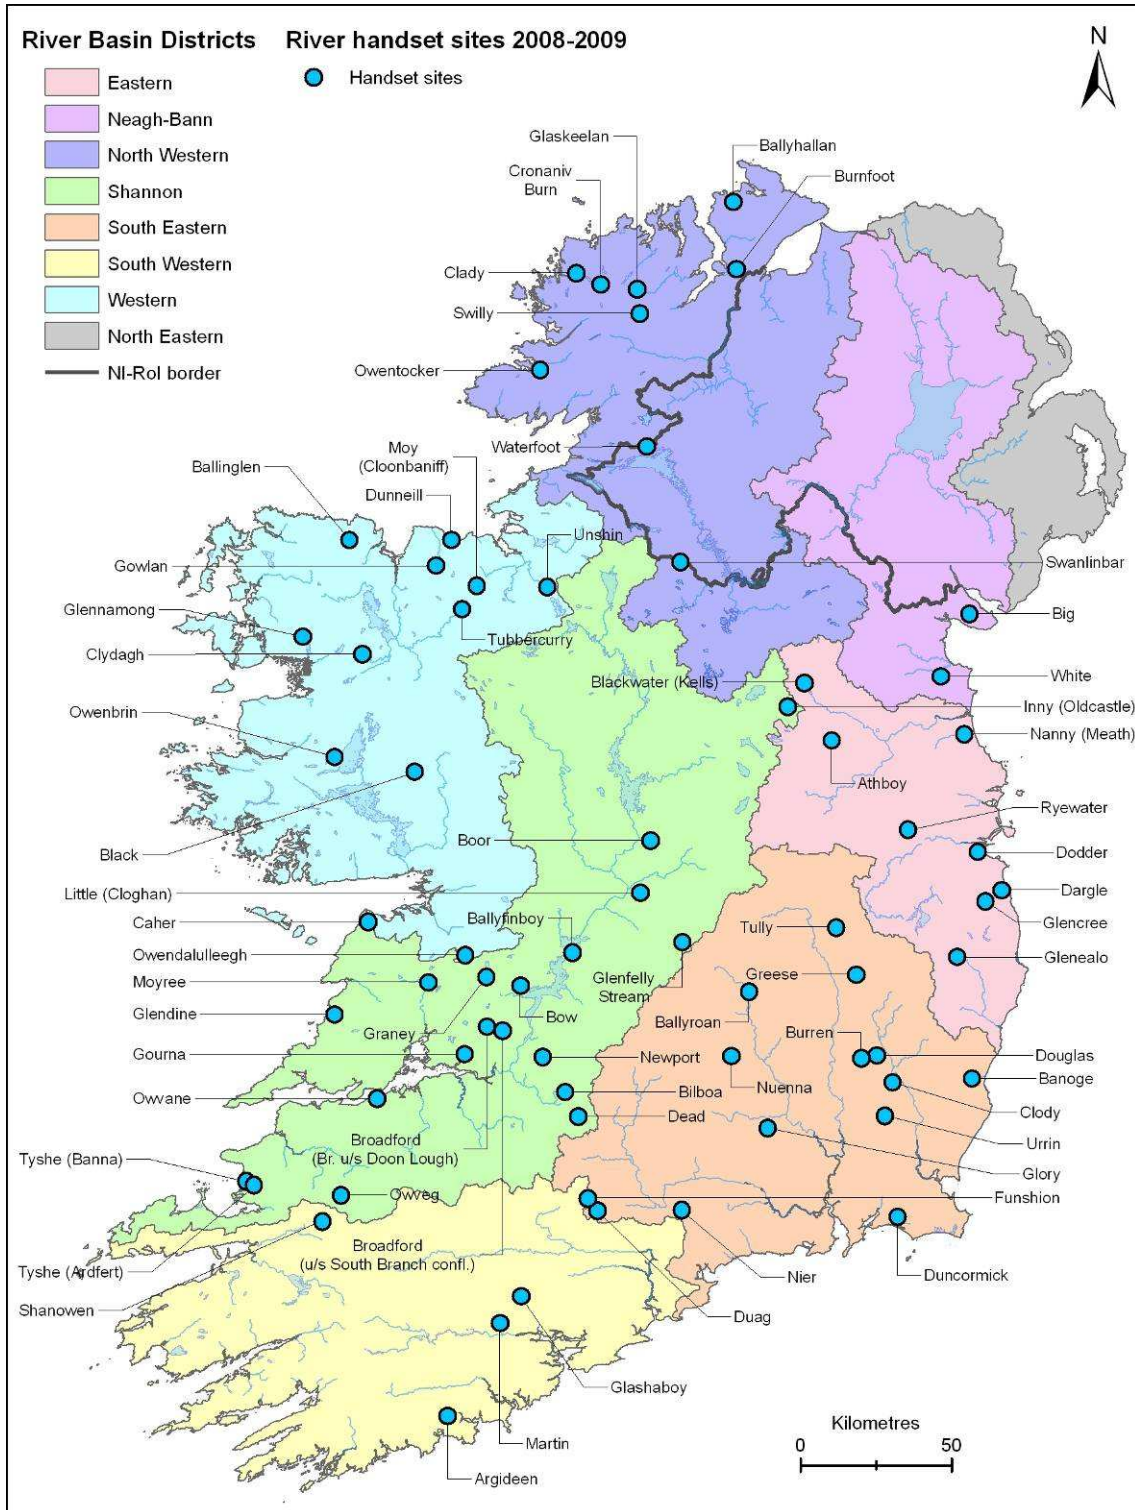 River Basin Districts
Eastern
Neagh-Bann
North Western
Shannon
South Eastern
South Western
Western
North Eastern
NI-RoI border
River handset sites 2008-2009
Handset sites
N
Glaskeelan
Ballyhallan
Cronaniv
Burn
Burnfoot
Clady
Swilly
Owentocker
Waterfoot
Moy
(Cloonbaniff)
Ballinglen
Dunneill
Unshin
Gowlan
Swanlinbar
Glennamong
Big
Tubbercurry
Clydagh
Blackwater (Kells)
White
Owenbrin
Inny (Oldcastle)
Nanny (Meath)
Athboy
Ryewater
Black
Boor
Dodder
Little (Cloghan)
Dargle
Caher
Ballyfinboy
Glencree
Tully
Owendalulleegh
Glenealo
Moyree
Glenfelly
Stream
Greese
Glendine
Graney
Bow
Ballyroan
Burren
Gourna
Newport
Douglas
Banoge
Owvane
Bilboa
Nuenna
Clody
Dead
Urrin
Broadford
(Br. u/s Doon Lough)
Tyshe (Banna)
Glory
Owveg
Funshion
Broadford
(u/s South Branch confl.)
Tyshe (Ardfert)
Nier
Duncormick
Shanowen
Duag
Glashaboy
Martin
Argideen
Kilometres
0
50